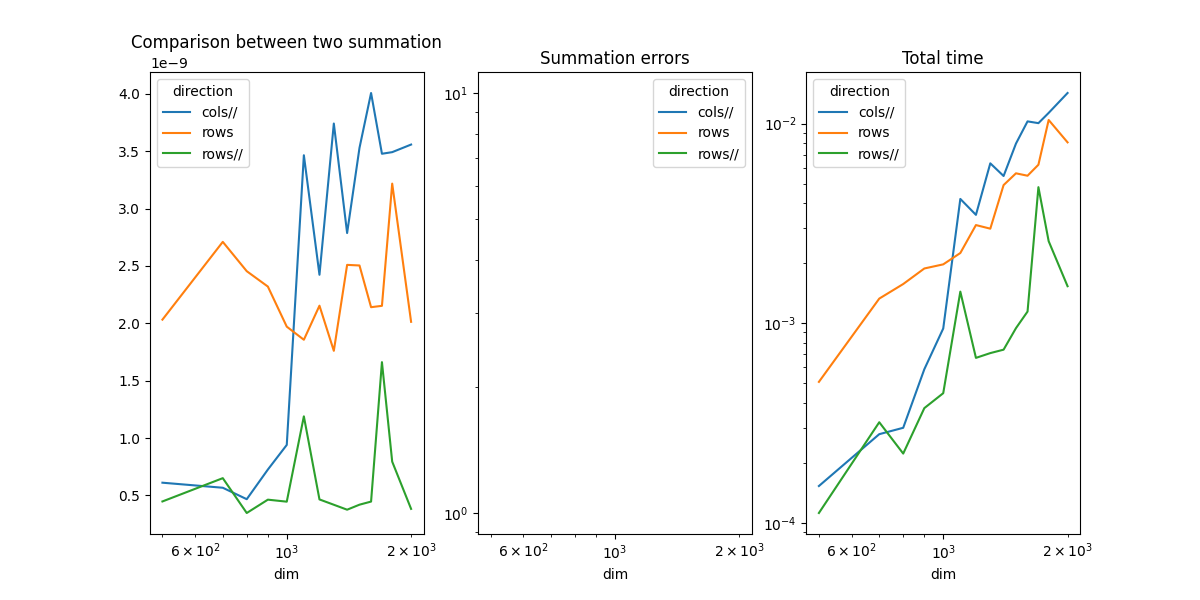 Comparison between two summation
1e−9
direction
cols//
rows
rows//
4.0
3.5
3.0
2.5
2.0
1.5
1.0
0.5
6 × 10²
10³
2 × 10³
dim
Summation errors
direction
cols//
rows
rows//
10¹
10⁰
6 × 10²
10³
2 × 10³
dim
Total time
direction
cols//
rows
rows//
10⁻²
10⁻³
10⁻⁴
6 × 10²
10³
2 × 10³
dim